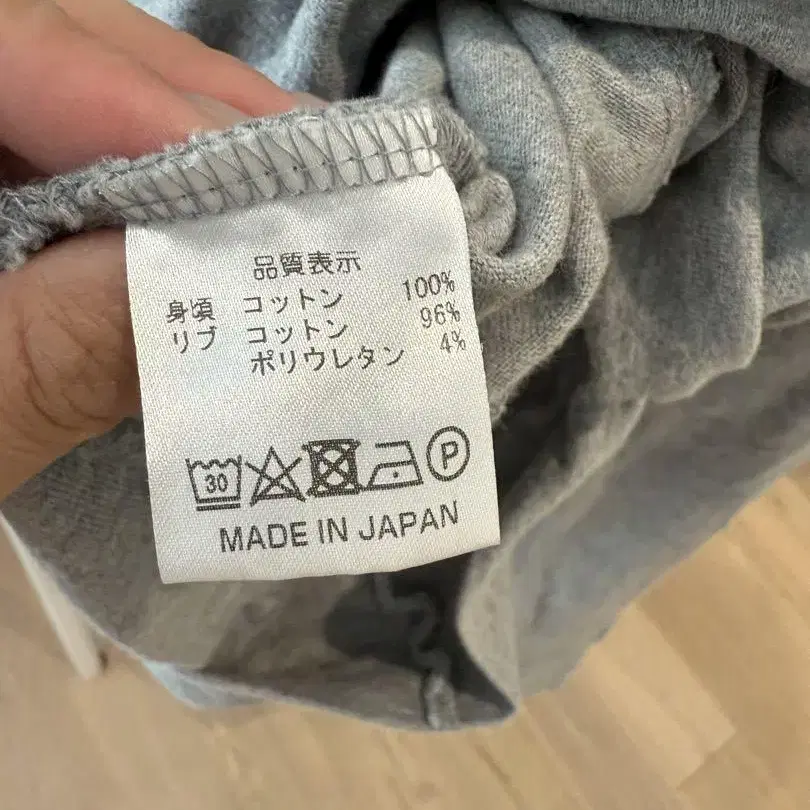 品質表示
身頃 コットン 100%
リブ コットン 96%
ポリウレタン 4%
30 P
MADE IN JAPAN